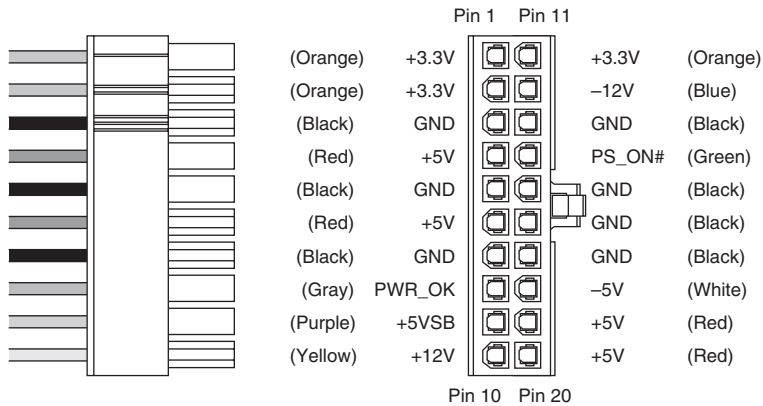 Pin 1 Pin 11
(Orange) +3.3V +3.3V (Orange)
(Orange) +3.3V –12V (Blue)
(Black) GND GND (Black)
(Red) +5V PS_ON# (Green)
(Black) GND GND (Black)
(Red) +5V GND (Black)
(Black) GND GND (Black)
(Gray) PWR_OK –5V (White)
(Purple) +5VSB +5V (Red)
(Yellow) +12V +5V (Red)
Pin 10 Pin 20